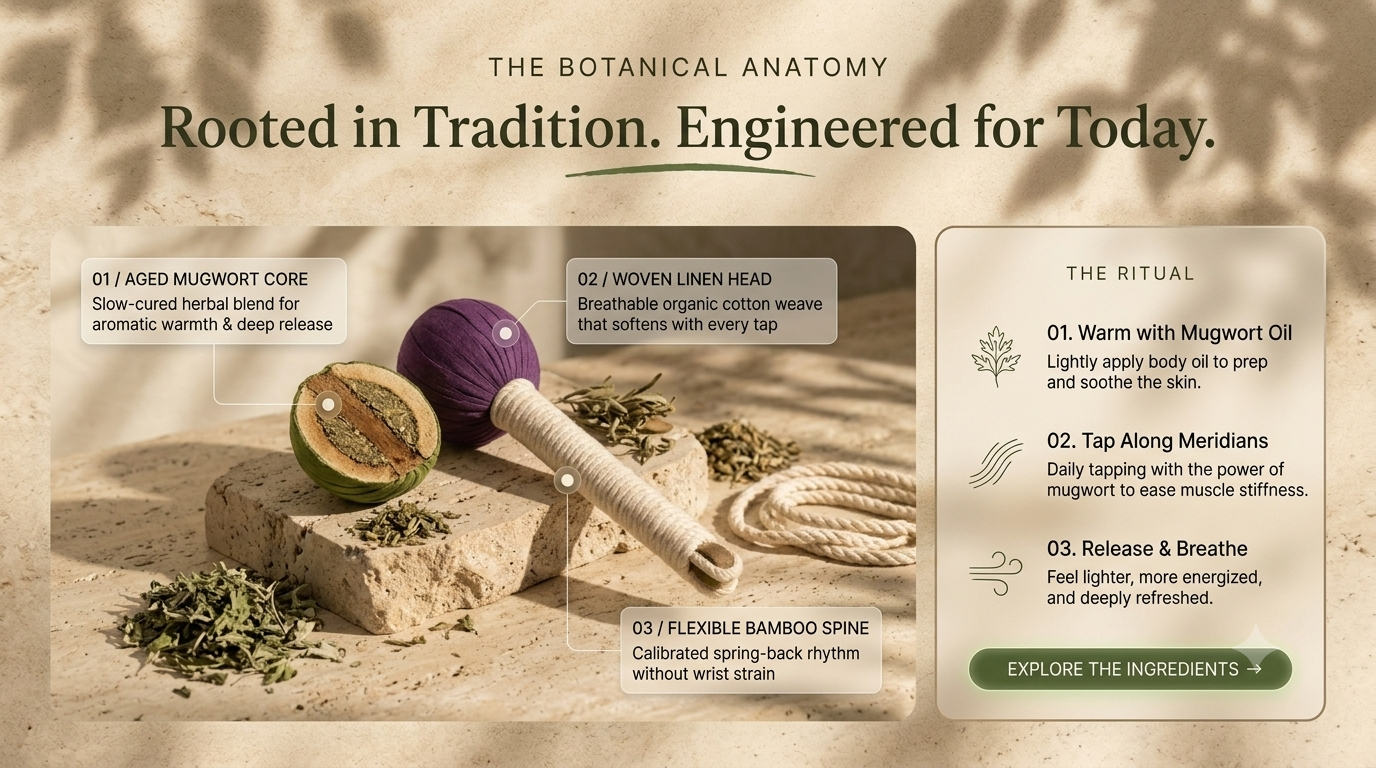 THE BOTANICAL ANATOMY
Rooted in Tradition. Engineered for Today.
01 / AGED MUGWORT CORE
Slow-cured herbal blend for
aromatic warmth & deep release
02 / WOVEN LINEN HEAD
Breathable organic cotton weave
that softens with every tap
03 / FLEXIBLE BAMBOO SPINE
Calibrated spring-back rhythm
without wrist strain
THE RITUAL
01. Warm with Mugwort Oil
Lightly apply body oil to prep
and soothe the skin.
02. Tap Along Meridians
Daily tapping with the power of
mugwort to ease muscle stiffness.
03. Release & Breathe
Feel lighter, more energized,
and deeply refreshed.
EXPLORE THE INGREDIENTS →